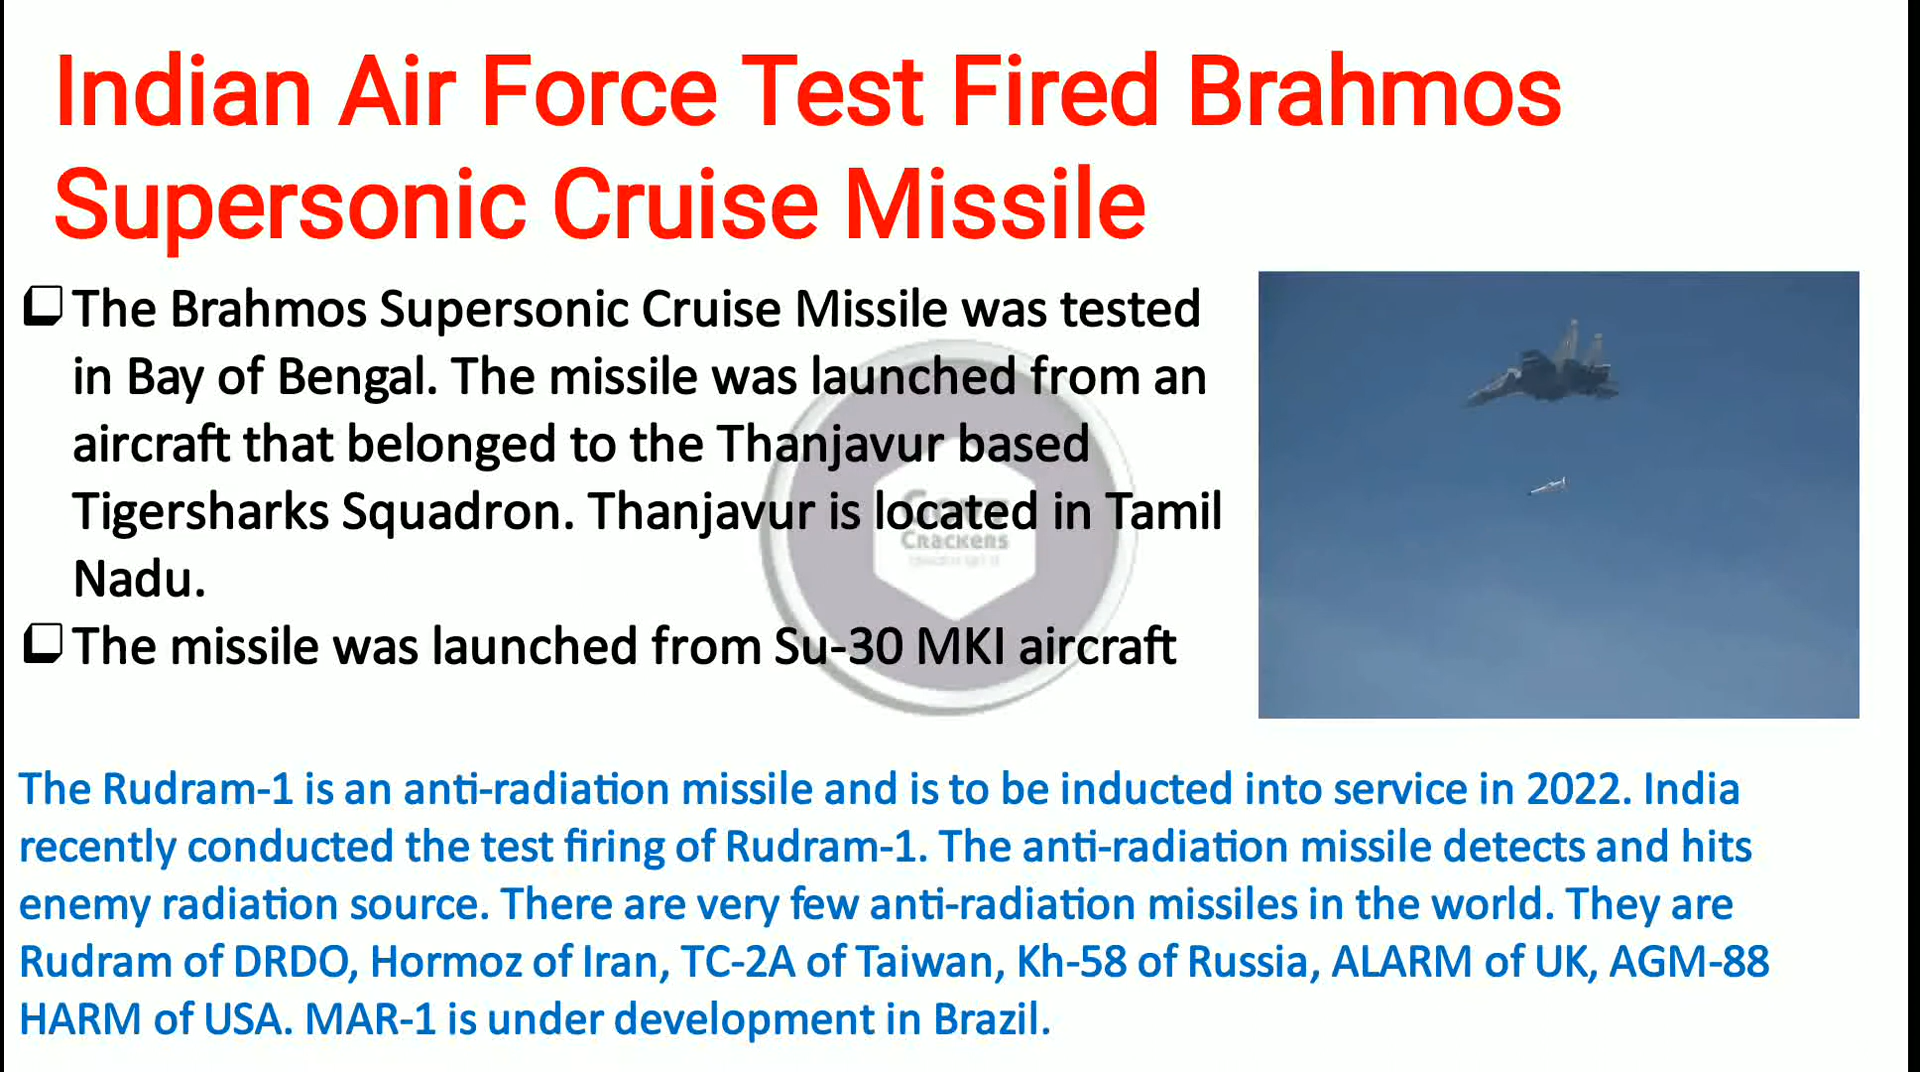 Indian Air Force Test Fired Brahmos
Supersonic Cruise Missile
The Brahmos Supersonic Cruise Missile was tested
in Bay of Bengal. The missile was launched from an
aircraft that belonged to the Thanjavur based
Tigersharks Squadron. Thanjavur is located in Tamil
Nadu.
Crackers
The missile was launched from Su-30 MKI aircraft
The Rudram-1 is an anti-radiation missile and is to be inducted into service in 2022. India
recently conducted the test firing of Rudram-1. The anti-radiation missile detects and hits
enemy radiation source. There are very few anti-radiation missiles in the world. They are
Rudram of DRDO, Hormoz of Iran, TC-2A of Taiwan, Kh-58 of Russia, ALARM of UK, AGM-88
HARM of USA. MAR-1 is under development in Brazil.